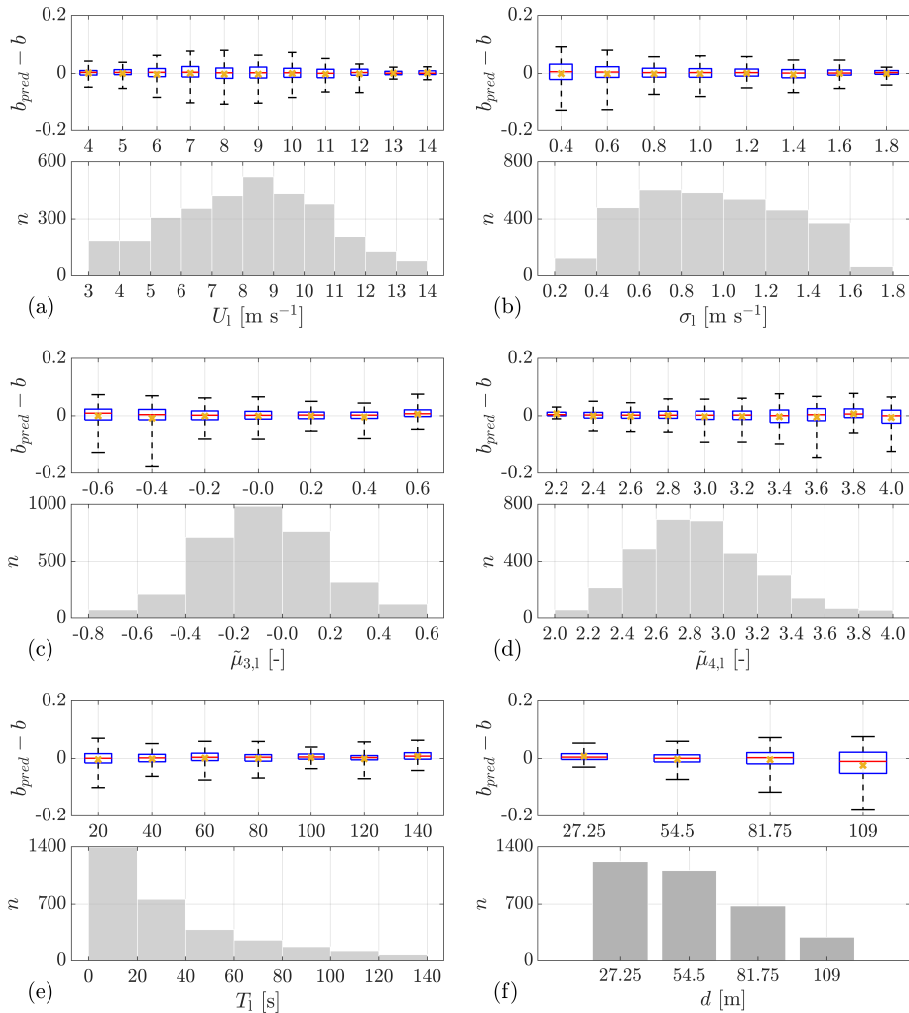 0.2 0.2
b_pred − b 0 b_pred − b 0
-0.2 -0.2
4 4 5 6 7 8 9 10 11 12 13 14 0.4 0.6 0.8 1.0 1.2 1.4 1.6 1.8
600 800
n 300 n 400
0 0
3 4 5 6 7 8 9 10 11 12 13 14 0.2 0.4 0.6 0.8 1.0 1.2 1.4 1.6 1.8
(a) U_l [m s⁻¹] (b) σ_l [m s⁻¹]
0.2 0.2
b_pred − b 0 b_pred − b 0
-0.2 -0.2
-0.6 -0.4 -0.2 -0.0 0.2 0.4 0.6 2.2 2.4 2.6 2.8 3.0 3.2 3.4 3.6 3.8 4.0
1000 800
n 500 n 400
0 0
-0.8 -0.6 -0.4 -0.2 -0.0 0.2 0.4 0.6 2.0 2.2 2.4 2.6 2.8 3.0 3.2 3.4 3.6 3.8 4.0
(c) μ̃_3,l [-] (d) μ̃_4,l [-]
0.2 0.2
b_pred − b 0 b_pred − b 0
-0.2 -0.2
20 40 60 80 100 120 140 27.25 54.5 81.75 109
1400 1400
n 700 n 700
0 0
0 20 40 60 80 100 120 140 27.25 54.5 81.75 109
(e) T_l [s] (f) d [m]